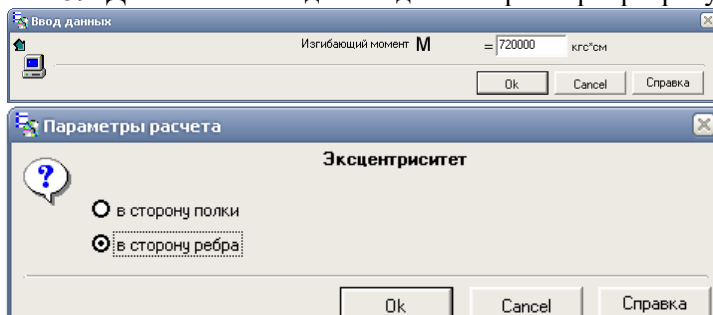 Ввод данных
Изгибающий момент M = 720000 кгс*см
Ok Cancel Справка
Параметры расчета
Эксцентриситет
в сторону полки
в сторону ребра
Ok Cancel Справка